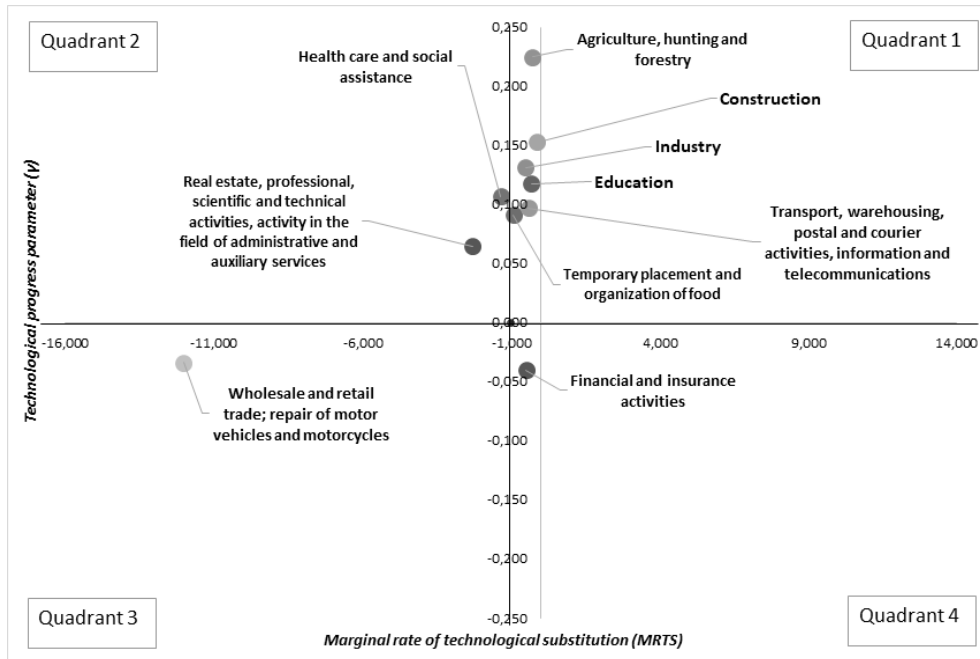 Quadrant 2
Quadrant 1
Health care and social
assistance
Agriculture, hunting and
forestry
Construction
Industry
Education
Real estate, professional,
scientific and technical
activities, activity in the
field of administrative and
auxiliary services
Transport, warehousing,
postal and courier
activities, information and
telecommunications
Temporary placement and
organization of food
Wholesale and retail
trade; repair of motor
vehicles and motorcycles
Financial and insurance
activities
Technological progress parameter (γ)
0,250
0,200
0,150
0,100
0,050
0,000
-0,050
-0,100
-0,150
-0,200
-0,250
-16,000
-11,000
-6,000
-1,000
4,000
9,000
14,000
Quadrant 3
Quadrant 4
Marginal rate of technological substitution (MRTS)